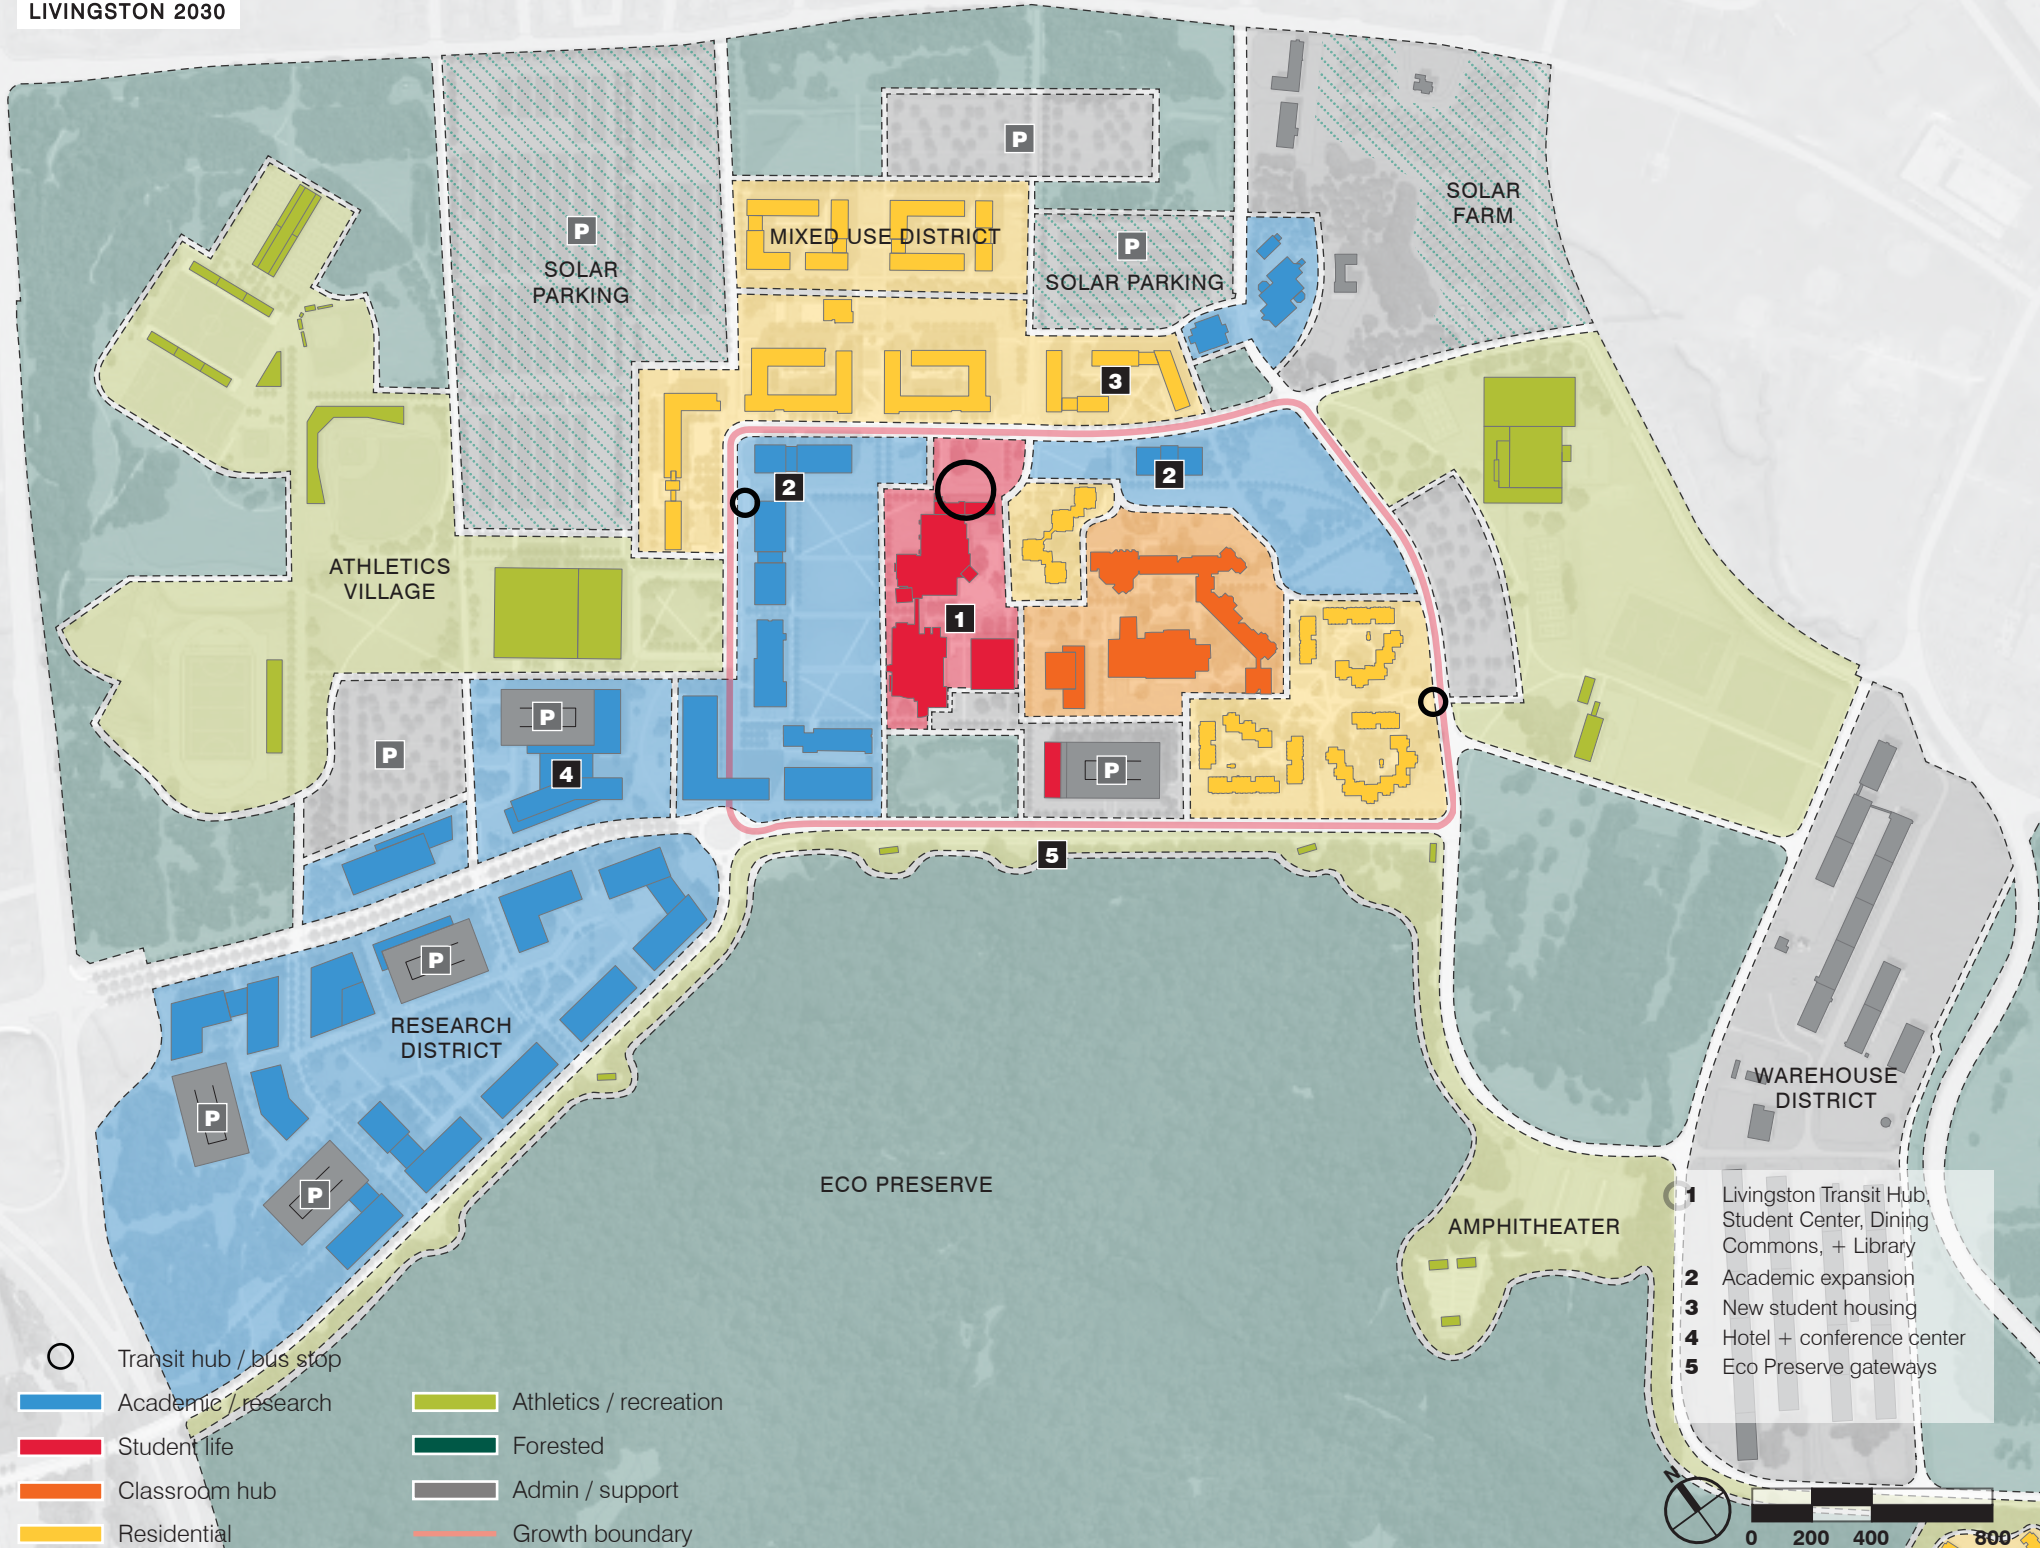 LIVINGSTON 2030
P
P
SOLAR
PARKING
MIXED USE DISTRICT
P
SOLAR PARKING
SOLAR
FARM
3
2
2
ATHLETICS
VILLAGE
1
P
4
P
P
5
P
RESEARCH
DISTRICT
P
P
ECO PRESERVE
AMPHITHEATER
WAREHOUSE
DISTRICT
1 Livingston Transit Hub,
Student Center, Dining
Commons, + Library
2 Academic expansion
3 New student housing
4 Hotel + conference center
5 Eco Preserve gateways
Transit hub / bus stop
Academic / research
Student life
Classroom hub
Residential
Athletics / recreation
Forested
Admin / support
Growth boundary
N
0 200 400 800